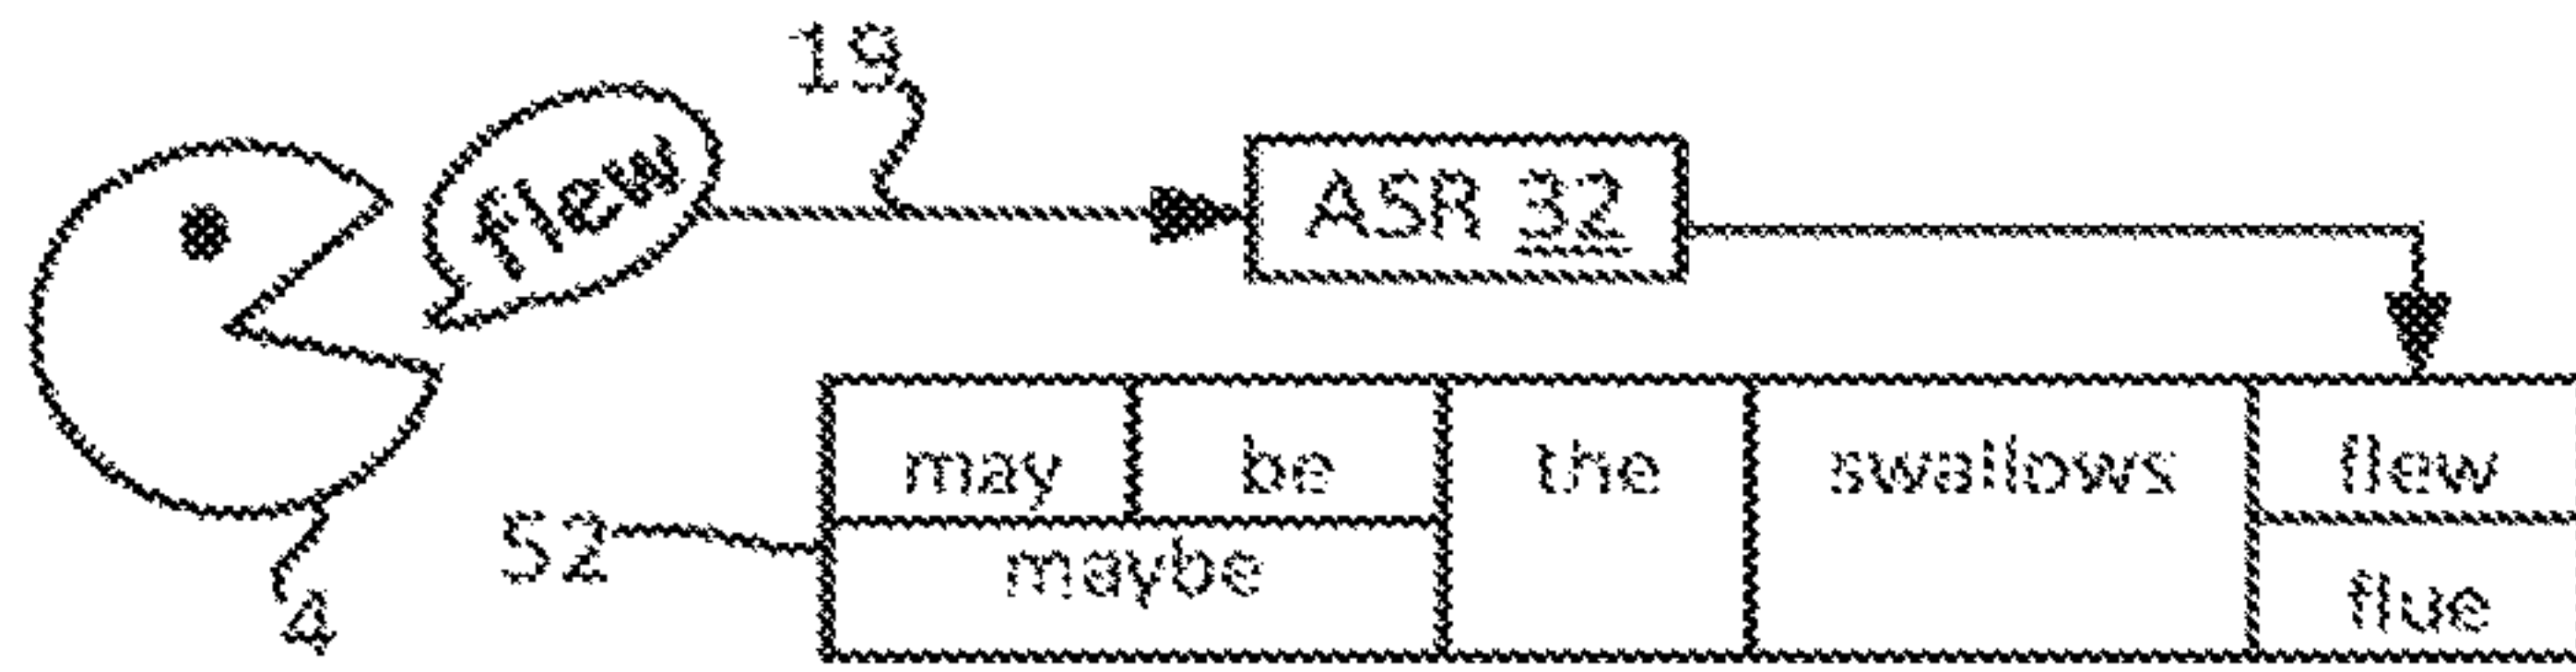 19
flew
ASR 32
may be the swallows flew
52
maybe
flue
4